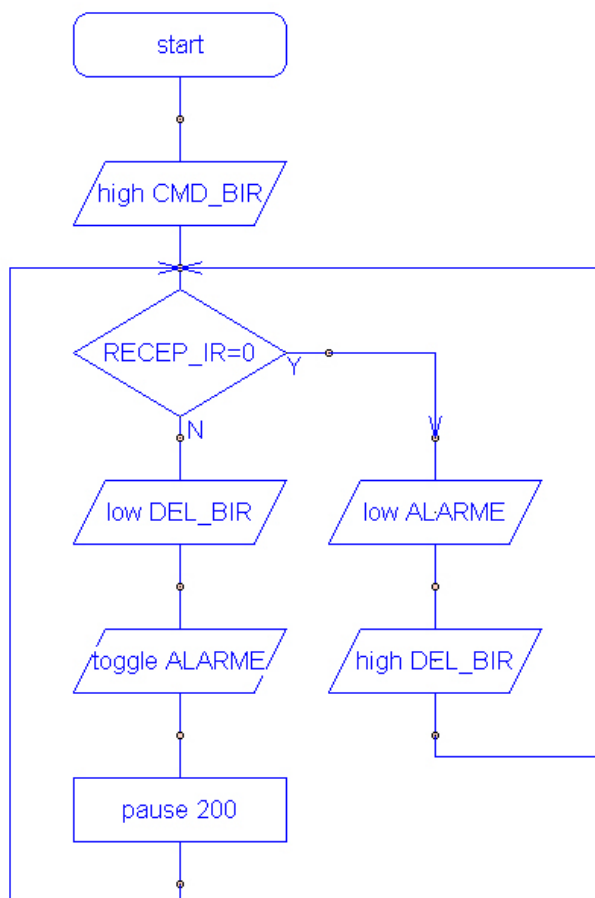 start
high CMD_BIR
RECEP_IR=0
Y
N
low DEL_BIR
low ALARME
toggle ALARME
high DEL_BIR
pause 200